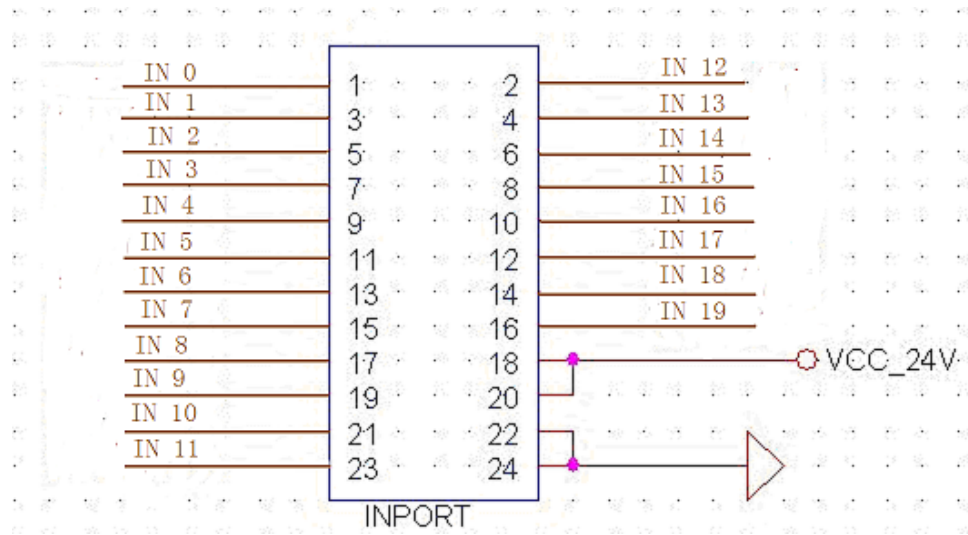 IN 0 1 2 IN 12
IN 1 3 4 IN 13
IN 2 5 6 IN 14
IN 3 7 8 IN 15
IN 4 9 10 IN 16
IN 5 11 12 IN 17
IN 6 13 14 IN 18
IN 7 15 16 IN 19
IN 8 17 18 VCC_24V
IN 9 19 20
IN 10 21 22
IN 11 23 24
INPORT